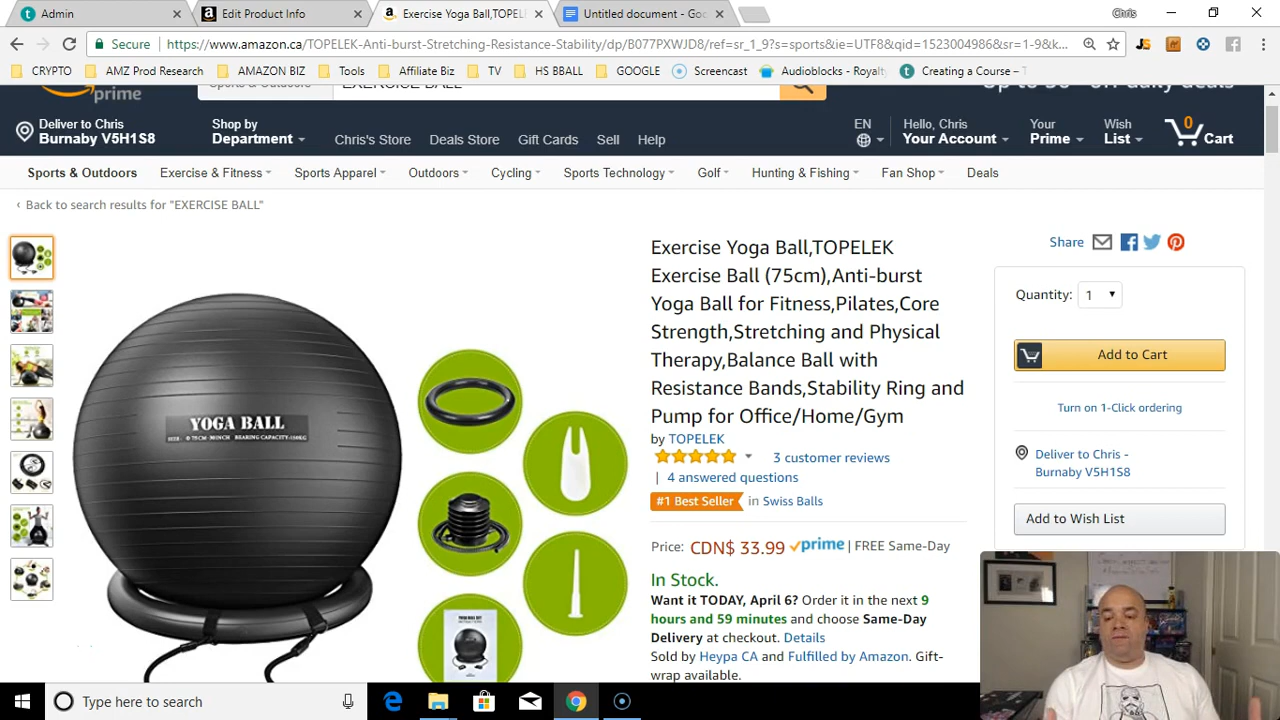 Admin
Edit Product Info
Exercise Yoga Ball,TOPEL
Untitled document - Goo
Chris
Secure https://www.amazon.ca/TOPELEK-Anti-burst-Stretching-Resistance-Stability/dp/B077PXWJD8/ref=sr_1_9?s=sports&ie=UTF8&qid=1523004986&sr=1-9&k...
CRYPTO AMZ Prod Research AMAZON BIZ Tools Affiliate Biz TV HS BBALL GOOGLE Screencast Audioblocks - Royalt Creating a Course – T
prime
Sports & Outdoors
EXERCISE BALL
Deliver to Chris
Burnaby V5H1S8
Shop by
Department
Chris's Store Deals Store Gift Cards Sell Help
EN
Hello, Chris
Your Account
Your
Prime
Wish
List
0
Cart
Sports & Outdoors Exercise & Fitness Sports Apparel Outdoors Cycling Sports Technology Golf Hunting & Fishing Fan Shop Deals
‹ Back to search results for "EXERCISE BALL"
YOGA BALL
Exercise Yoga Ball,TOPELEK
Exercise Ball (75cm),Anti-burst
Yoga Ball for Fitness,Pilates,Core
Strength,Stretching and Physical
Therapy,Balance Ball with
Resistance Bands,Stability Ring and
Pump for Office/Home/Gym
by TOPELEK
3 customer reviews
| 4 answered questions
#1 Best Seller in Swiss Balls
Price: CDN$ 33.99 prime | FREE Same-Day
In Stock.
Want it TODAY, April 6? Order it in the next 9
hours and 59 minutes and choose Same-Day
Delivery at checkout. Details
Sold by Heypa CA and Fulfilled by Amazon. Gift-
wrap available.
Share
Quantity: 1
Add to Cart
Turn on 1-Click ordering
Deliver to Chris -
Burnaby V5H1S8
Add to Wish List
Type here to search